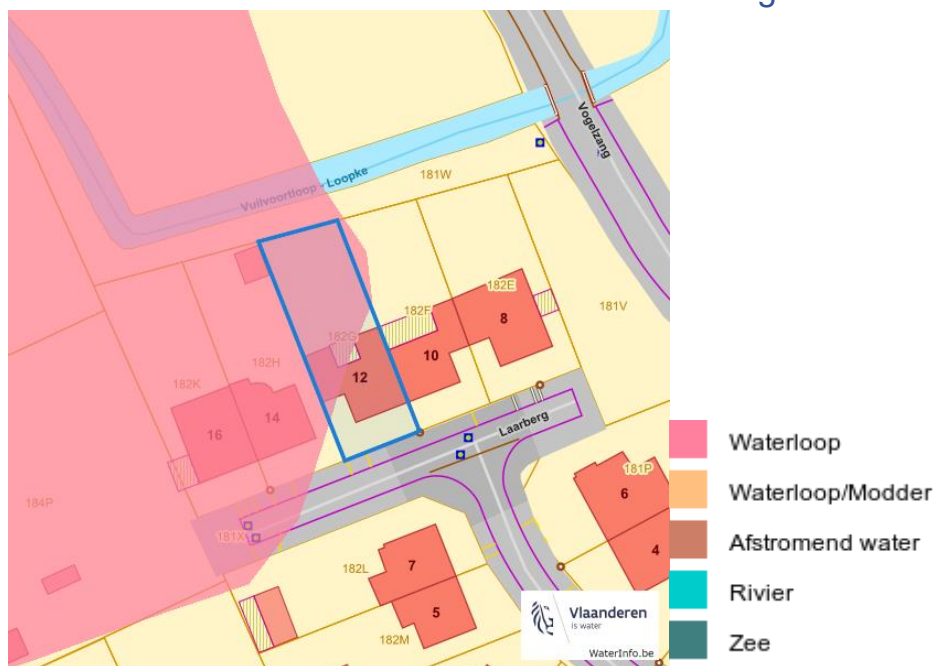 g
Vogelzang
Vuilvoortloop - Loopke
181W
182E
182F
181V
8
182G
10
182H
12
182K
14
16
Laarberg
181P
6
184P
181X
4
7
182L
5
182M
Vlaanderen
is water
WaterInfo.be
Waterloop
Waterloop/Modder
Afstromend water
Rivier
Zee